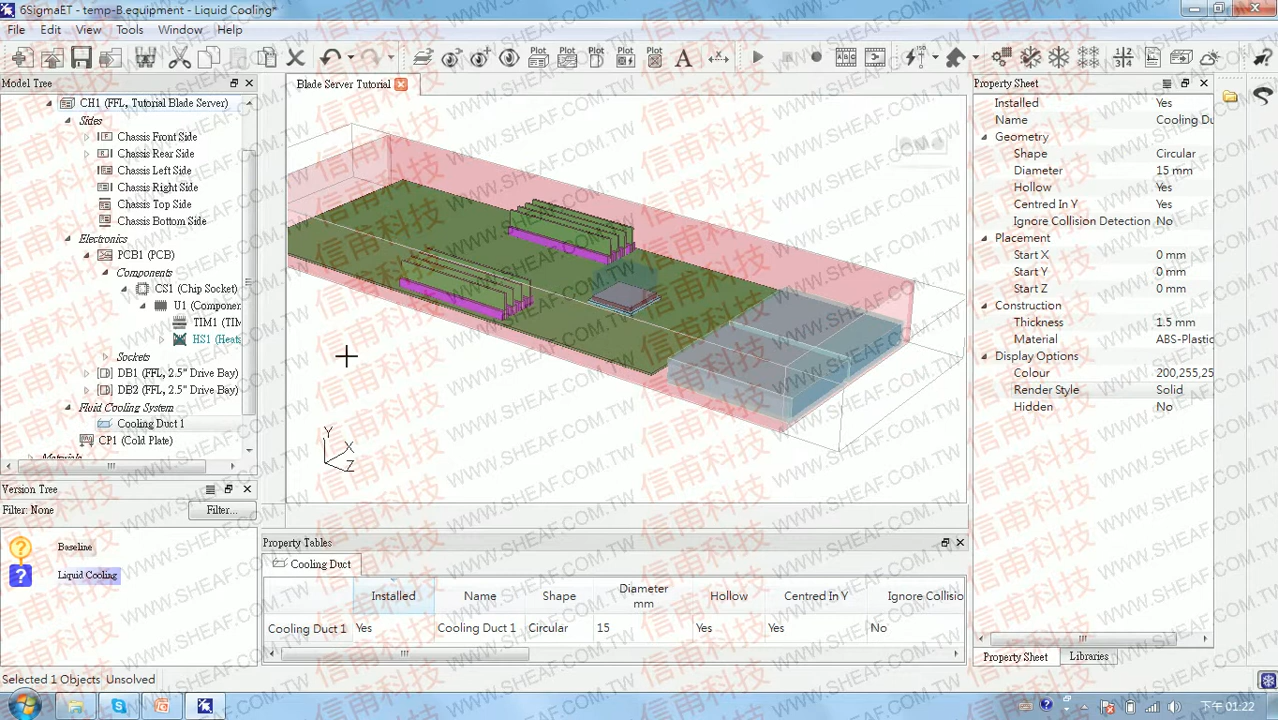 6SigmaET - temp-B.equipment - Liquid Cooling*
File Edit View Tools Window Help
Plot Plot Plot Plot Plot
Model Tree
Blade Server Tutorial
Property Sheet
CH1 (FFL, Tutorial Blade Server)
Sides
Chassis Front Side
Chassis Rear Side
Chassis Left Side
Chassis Right Side
Chassis Top Side
Chassis Bottom Side
Electronics
PCB1 (PCB)
Components
CS1 (Chip Socket)
U1 (Componen
TIM1 (TIM
HS1 (Heats
Sockets
DB1 (FFL, 2.5" Drive Bay)
DB2 (FFL, 2.5" Drive Bay)
Fluid Cooling System
Cooling Duct 1
CP1 (Cold Plate)
Materials
Version Tree
Filter: None
Filter...
Baseline
Liquid Cooling
Y
X
Z
Installed Yes
Name Cooling Du
Geometry
Shape Circular
Diameter 15 mm
Hollow Yes
Centred In Y Yes
Ignore Collision Detection No
Placement
Start X 0 mm
Start Y 0 mm
Start Z 0 mm
Construction
Thickness 1.5 mm
Material ABS-Plastic
Display Options
Colour 200,255,25
Render Style Solid
Hidden No
Property Sheet Libraries
Property Tables
Cooling Duct
Installed Name Shape Diameter mm Hollow Centred In Y Ignore Collisio
Cooling Duct 1 Yes Cooling Duct 1 Circular 15 Yes Yes No
Selected 1 Objects Unsolved
下午 01:22
信甫科技 WWW.SHEAF.COM.TW